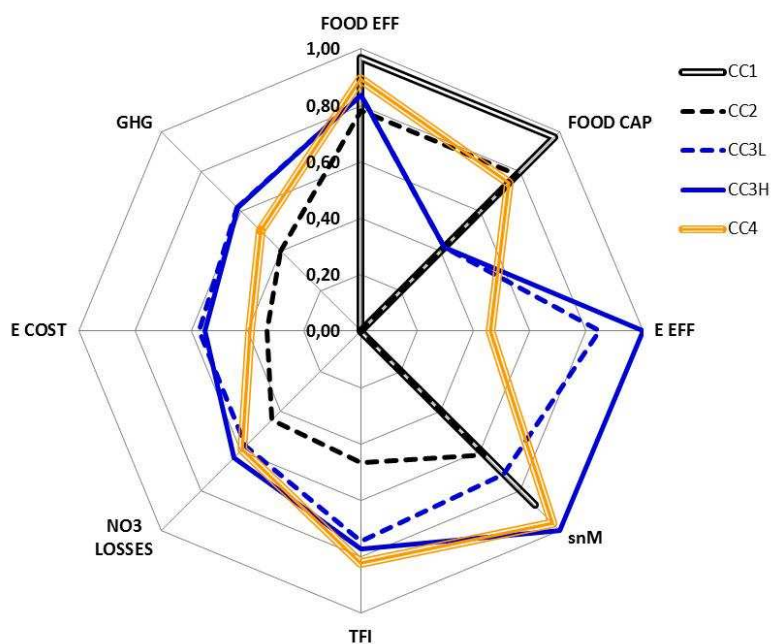 FOOD EFF
1,00
CC1
GHG
0,80
FOOD CAP
CC2
0,60
CC3L
0,40
CC3H
0,20
CC4
E COST
0,00
E EFF
NO3
LOSSES
snM
TFI